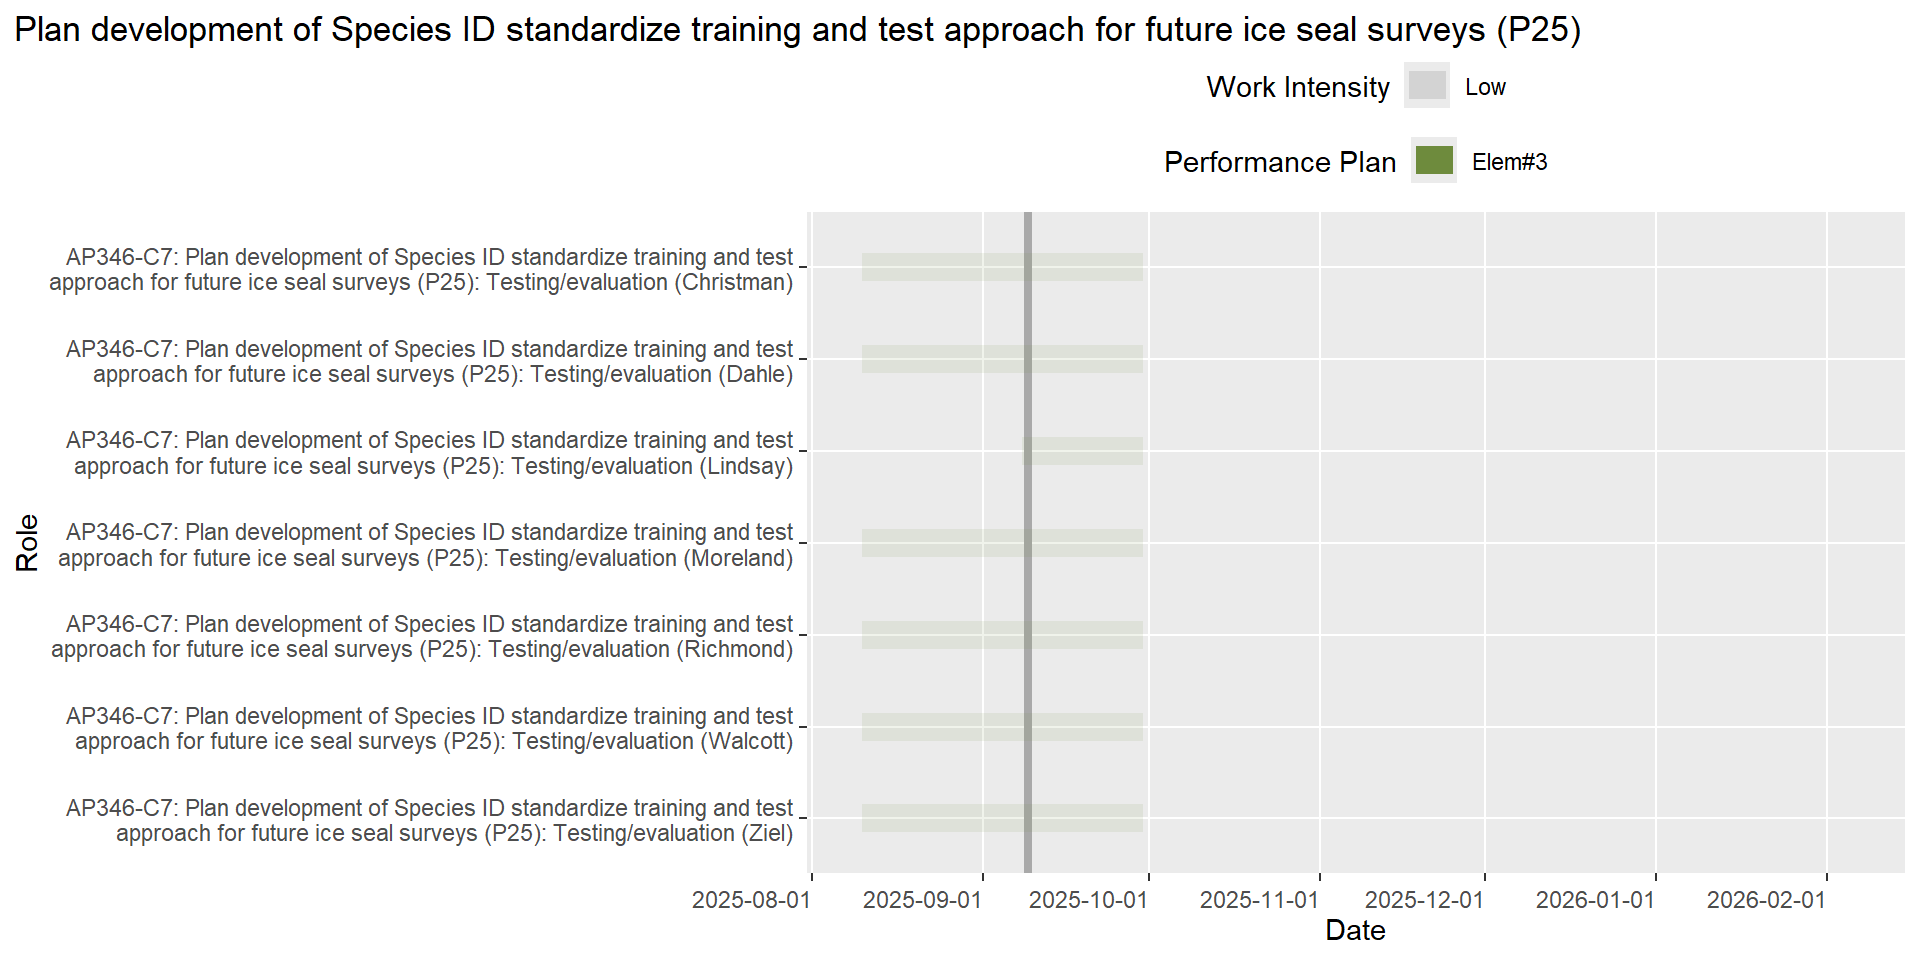 Plan development of Species ID standardize training and test approach for future ice seal surveys (P25)
Work Intensity
Low
Performance Plan
Elem#3
AP346-C7: Plan development of Species ID standardize training and test
approach for future ice seal surveys (P25): Testing/evaluation (Christman)
AP346-C7: Plan development of Species ID standardize training and test
approach for future ice seal surveys (P25): Testing/evaluation (Dahle)
AP346-C7: Plan development of Species ID standardize training and test
approach for future ice seal surveys (P25): Testing/evaluation (Lindsay)
AP346-C7: Plan development of Species ID standardize training and test
approach for future ice seal surveys (P25): Testing/evaluation (Moreland)
AP346-C7: Plan development of Species ID standardize training and test
approach for future ice seal surveys (P25): Testing/evaluation (Richmond)
AP346-C7: Plan development of Species ID standardize training and test
approach for future ice seal surveys (P25): Testing/evaluation (Walcott)
AP346-C7: Plan development of Species ID standardize training and test
approach for future ice seal surveys (P25): Testing/evaluation (Ziel)
Role
2025-08-01 2025-09-01 2025-10-01 2025-11-01 2025-12-01 2026-01-01 2026-02-01
Date